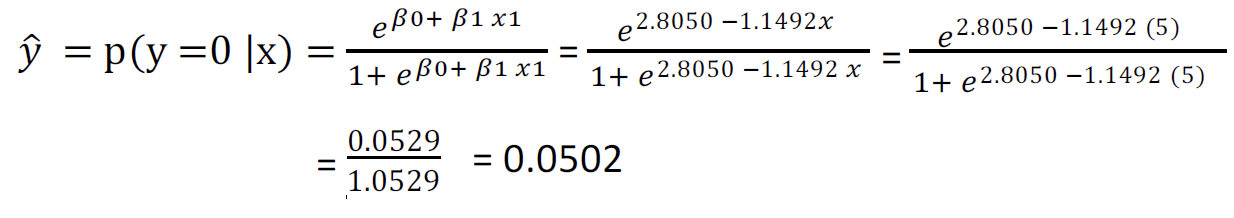 ŷ = p(y =0 |x) = e^(β0+ β1 x1) / (1+ e^(β0+ β1 x1)) = e^(2.8050 −1.1492x) / (1+ e^(2.8050 −1.1492 x)) = e^(2.8050 −1.1492 (5)) / (1+ e^(2.8050 −1.1492 (5)))
= 0.0529 / 1.0529 = 0.0502